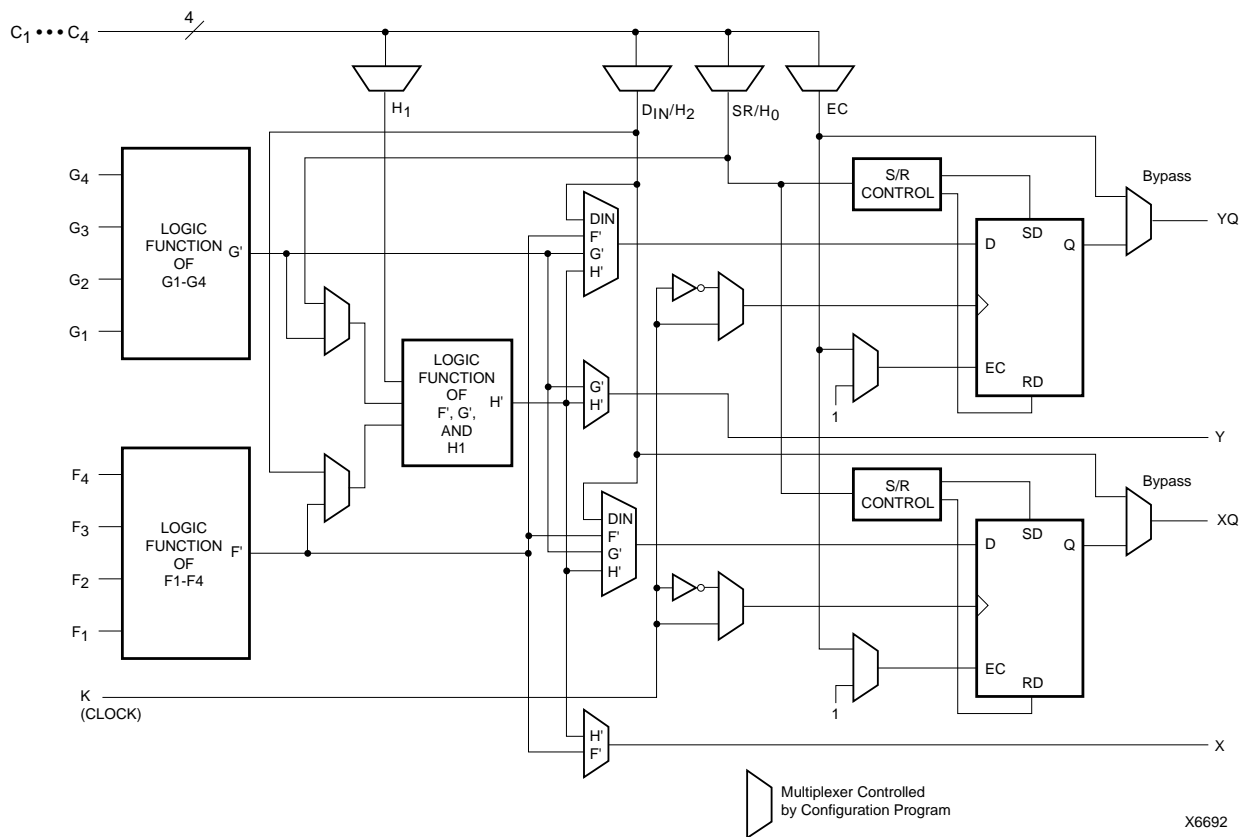 C1 ••• C4
4
H1
DIN/H2
SR/H0
EC
G4
G3
G2
G1
LOGIC
FUNCTION
OF
G1-G4
G'
DIN
F'
G'
H'
S/R
CONTROL
Bypass
D
SD
Q
YQ
EC
RD
1
LOGIC
FUNCTION
OF
F', G',
AND
H1
H'
G'
H'
Y
F4
F3
F2
F1
LOGIC
FUNCTION
OF
F1-F4
F'
DIN
F'
G'
H'
S/R
CONTROL
Bypass
D
SD
Q
XQ
EC
RD
1
K
(CLOCK)
H'
F'
X
Multiplexer Controlled
by Configuration Program
X6692